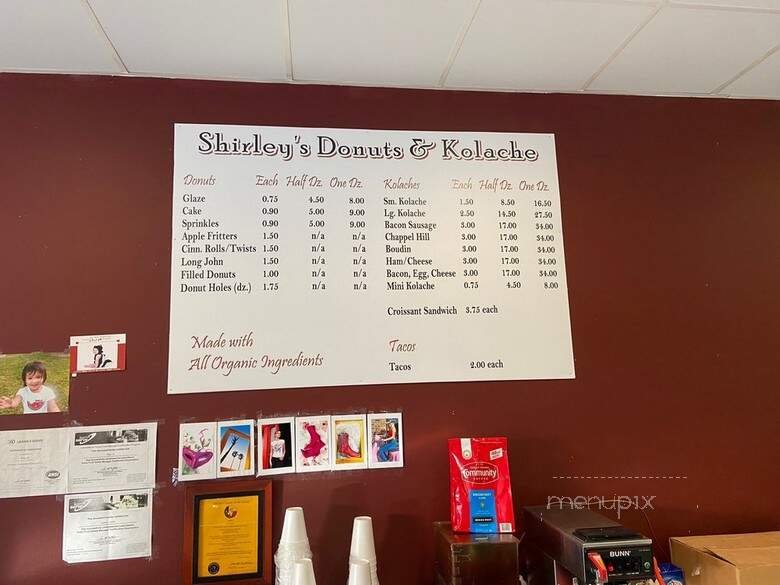 Shirley's Donuts & Kolache
Donuts Each Half Dz. One Dz.
Glaze 0.75 4.50 8.00
Cake 0.90 5.00 9.00
Sprinkles 0.90 5.00 9.00
Apple Fritters 1.50 n/a n/a
Cinn. Rolls/Twists 1.50 n/a n/a
Long John 1.50 n/a n/a
Filled Donuts 1.00 n/a n/a
Donut Holes (dz.) 1.75 n/a n/a
Made with
All Organic Ingredients
Kolaches Each Half Dz. One Dz.
Sm. Kolache 1.50 8.50 16.50
Lg. Kolache 2.50 14.50 27.50
Bacon Sausage 3.00 17.00 34.00
Chappel Hill 3.00 17.00 34.00
Boudin 3.00 17.00 34.00
Ham/Cheese 3.00 17.00 34.00
Bacon, Egg, Cheese 3.00 17.00 34.00
Mini Kolache 0.75 4.50 8.00
Croissant Sandwich 3.75 each
Tacos
Tacos 2.00 each
Community
COFFEE
menupix
BUNN